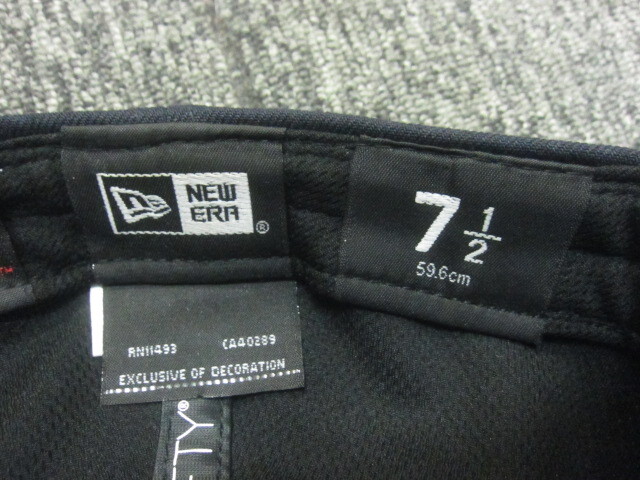 NEW
ERA®
7 1/2
59.6cm
RN11493 CA40289
EXCLUSIVE OF DECORATION